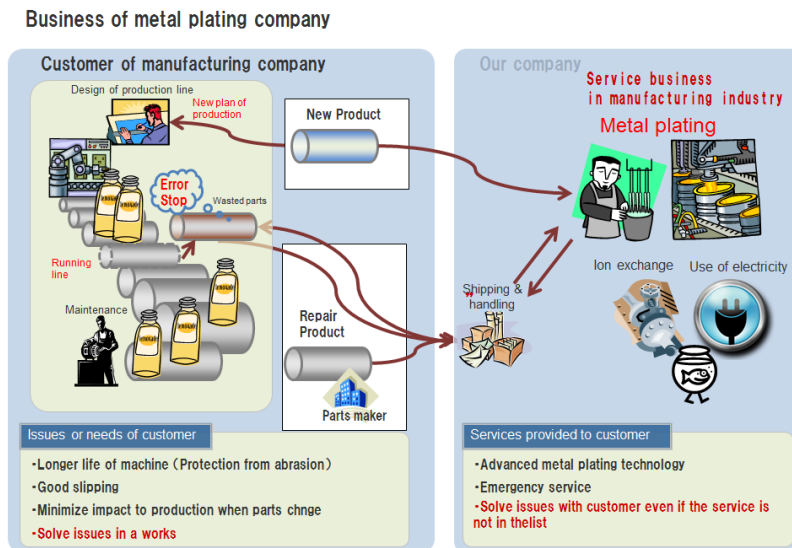 Business of metal plating company
Customer of manufacturing company
Design of production line
New plan of
production
New Product
Error
Stop
Wasted parts
Running
line
Maintenance
Repair
Product
Parts maker
Our company
Service business
in manufacturing industry
Metal plating
Shipping &
handling
Ion exchange
Use of electricity
Issues or needs of customer
・Longer life of machine（Protection from abrasion）
・Good slipping
・Minimize impact to production when parts chnge
・Solve issues in a works
Services provided to customer
・Advanced metal plating technology
・Emergency service
・Solve issues with customer even if the service is
not in thelist